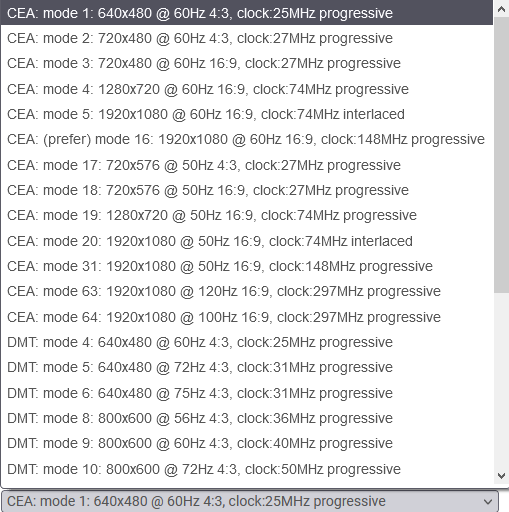 CEA: mode 1: 640x480 @ 60Hz 4:3, clock:25MHz progressive
CEA: mode 2: 720x480 @ 60Hz 4:3, clock:27MHz progressive
CEA: mode 3: 720x480 @ 60Hz 16:9, clock:27MHz progressive
CEA: mode 4: 1280x720 @ 60Hz 16:9, clock:74MHz progressive
CEA: mode 5: 1920x1080 @ 60Hz 16:9, clock:74MHz interlaced
CEA: (prefer) mode 16: 1920x1080 @ 60Hz 16:9, clock:148MHz progressive
CEA: mode 17: 720x576 @ 50Hz 4:3, clock:27MHz progressive
CEA: mode 18: 720x576 @ 50Hz 16:9, clock:27MHz progressive
CEA: mode 19: 1280x720 @ 50Hz 16:9, clock:74MHz progressive
CEA: mode 20: 1920x1080 @ 50Hz 16:9, clock:74MHz interlaced
CEA: mode 31: 1920x1080 @ 50Hz 16:9, clock:148MHz progressive
CEA: mode 63: 1920x1080 @ 120Hz 16:9, clock:297MHz progressive
CEA: mode 64: 1920x1080 @ 100Hz 16:9, clock:297MHz progressive
DMT: mode 4: 640x480 @ 60Hz 4:3, clock:25MHz progressive
DMT: mode 5: 640x480 @ 72Hz 4:3, clock:31MHz progressive
DMT: mode 6: 640x480 @ 75Hz 4:3, clock:31MHz progressive
DMT: mode 8: 800x600 @ 56Hz 4:3, clock:36MHz progressive
DMT: mode 9: 800x600 @ 60Hz 4:3, clock:40MHz progressive
DMT: mode 10: 800x600 @ 72Hz 4:3, clock:50MHz progressive
CEA: mode 1: 640x480 @ 60Hz 4:3, clock:25MHz progressive